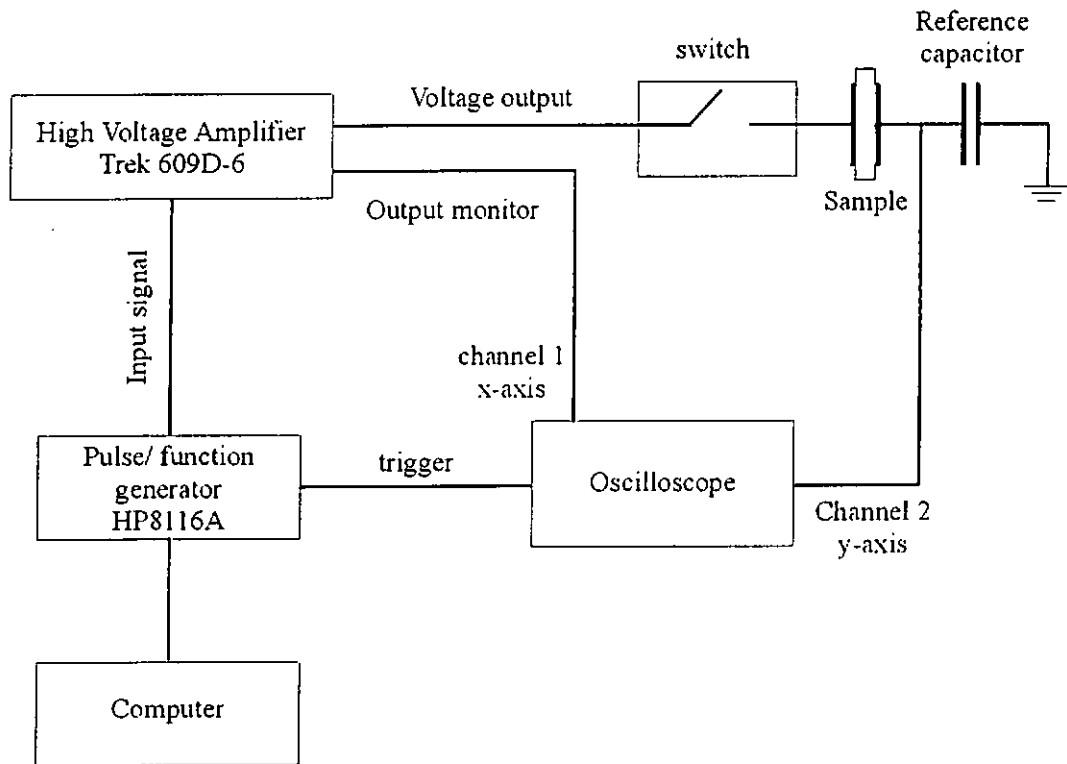 Reference
capacitor
switch
Voltage output
High Voltage Amplifier
Trek 609D-6
Output monitor
Sample
Input signal
channel 1
x-axis
Pulse/ function
generator
HP8116A
trigger
Oscilloscope
Channel 2
y-axis
Computer